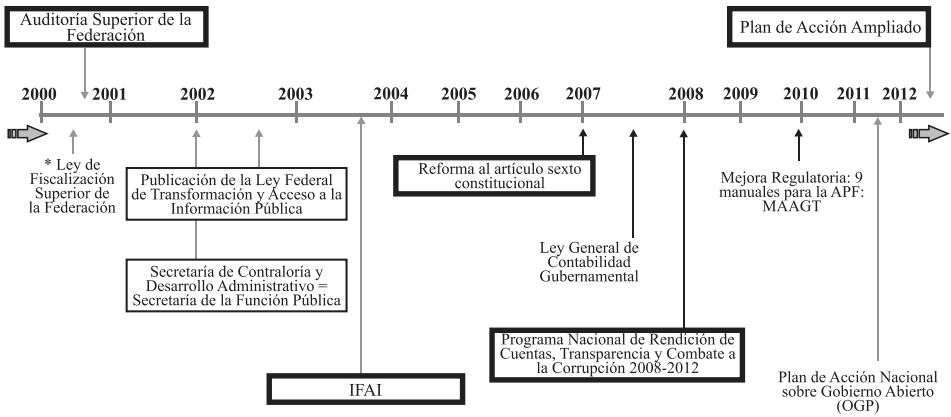 Auditoría Superior de la
Federación
Plan de Acción Ampliado
2000 2001 2002 2003 2004 2005 2006 2007 2008 2009 2010 2011 2012
* Ley de
Fiscalización
Superior de
la Federación
Publicación de la Ley Federal
de Transformación y Acceso a la
Información Pública
Secretaría de Contraloría y
Desarrollo Administrativo =
Secretaría de la Función Pública
IFAI
Reforma al artículo sexto
constitucional
Ley General de
Contabilidad
Gubernamental
Programa Nacional de Rendición de
Cuentas, Transparencia y Combate a
la Corrupción 2008-2012
Mejora Regulatoria: 9
manuales para la APF:
MAAGT
Plan de Acción Nacional
sobre Gobierno Abierto
(OGP)